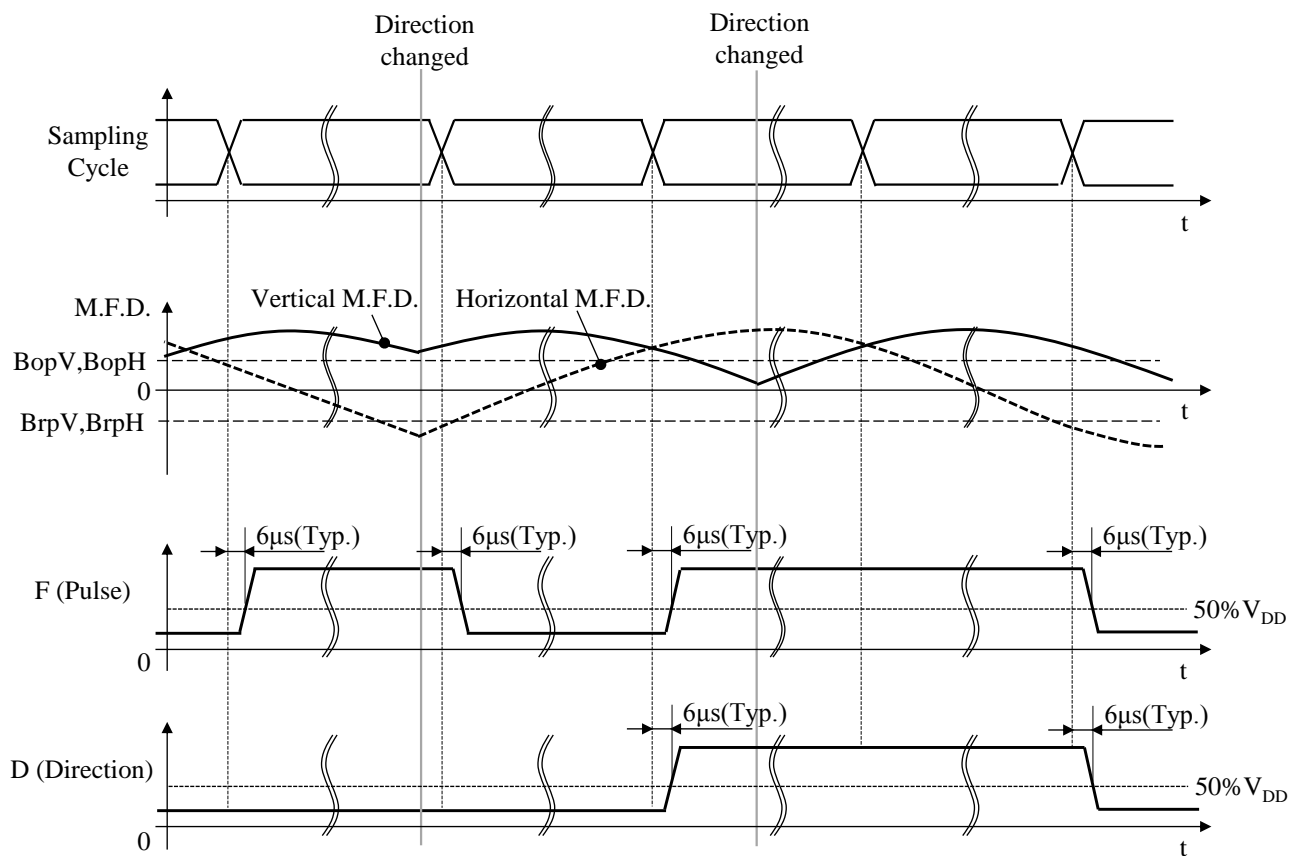 Direction
changed
Direction
changed
Sampling
Cycle
t
M.F.D.
Vertical M.F.D.
Horizontal M.F.D.
BopV,BopH
0
BrpV,BrpH
t
6μs(Typ.)
6μs(Typ.)
6μs(Typ.)
6μs(Typ.)
F (Pulse)
50%VDD
0
t
6μs(Typ.)
6μs(Typ.)
D (Direction)
50%VDD
0
t